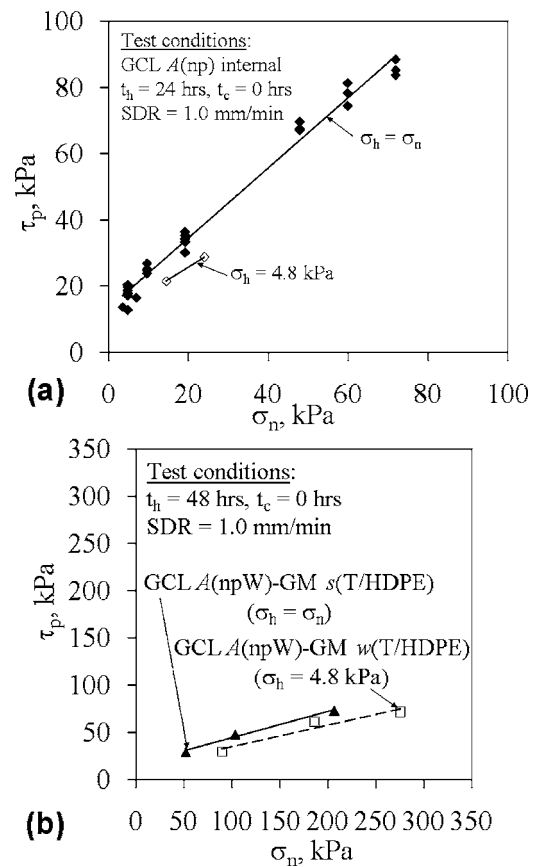 100
80
60
40
20
0
τp, kPa
Test conditions:
GCL A(np) internal
th = 24 hrs, tc = 0 hrs
SDR = 1.0 mm/min
σh = σn
σh = 4.8 kPa
0 20 40 60 80 100
σn, kPa
(a)
350
300
250
200
150
100
50
0
τp, kPa
Test conditions:
th = 48 hrs, tc = 0 hrs
SDR = 1.0 mm/min
GCL A(npW)-GM s(T/HDPE)
(σh = σn)
GCL A(npW)-GM w(T/HDPE)
(σh = 4.8 kPa)
0 50 100 150 200 250 300 350
σn, kPa
(b)